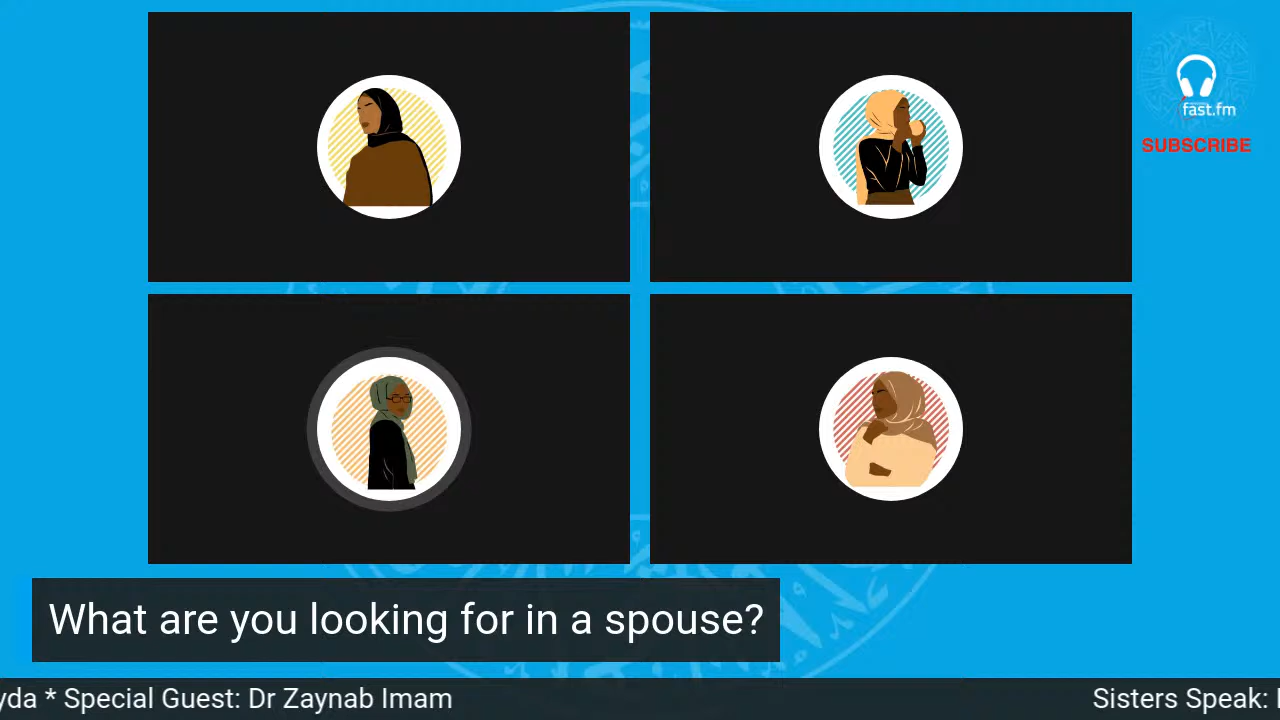 fast.fm
SUBSCRIBE
What are you looking for in a spouse?
yda * Special Guest: Dr Zaynab Imam
Sisters Speak: